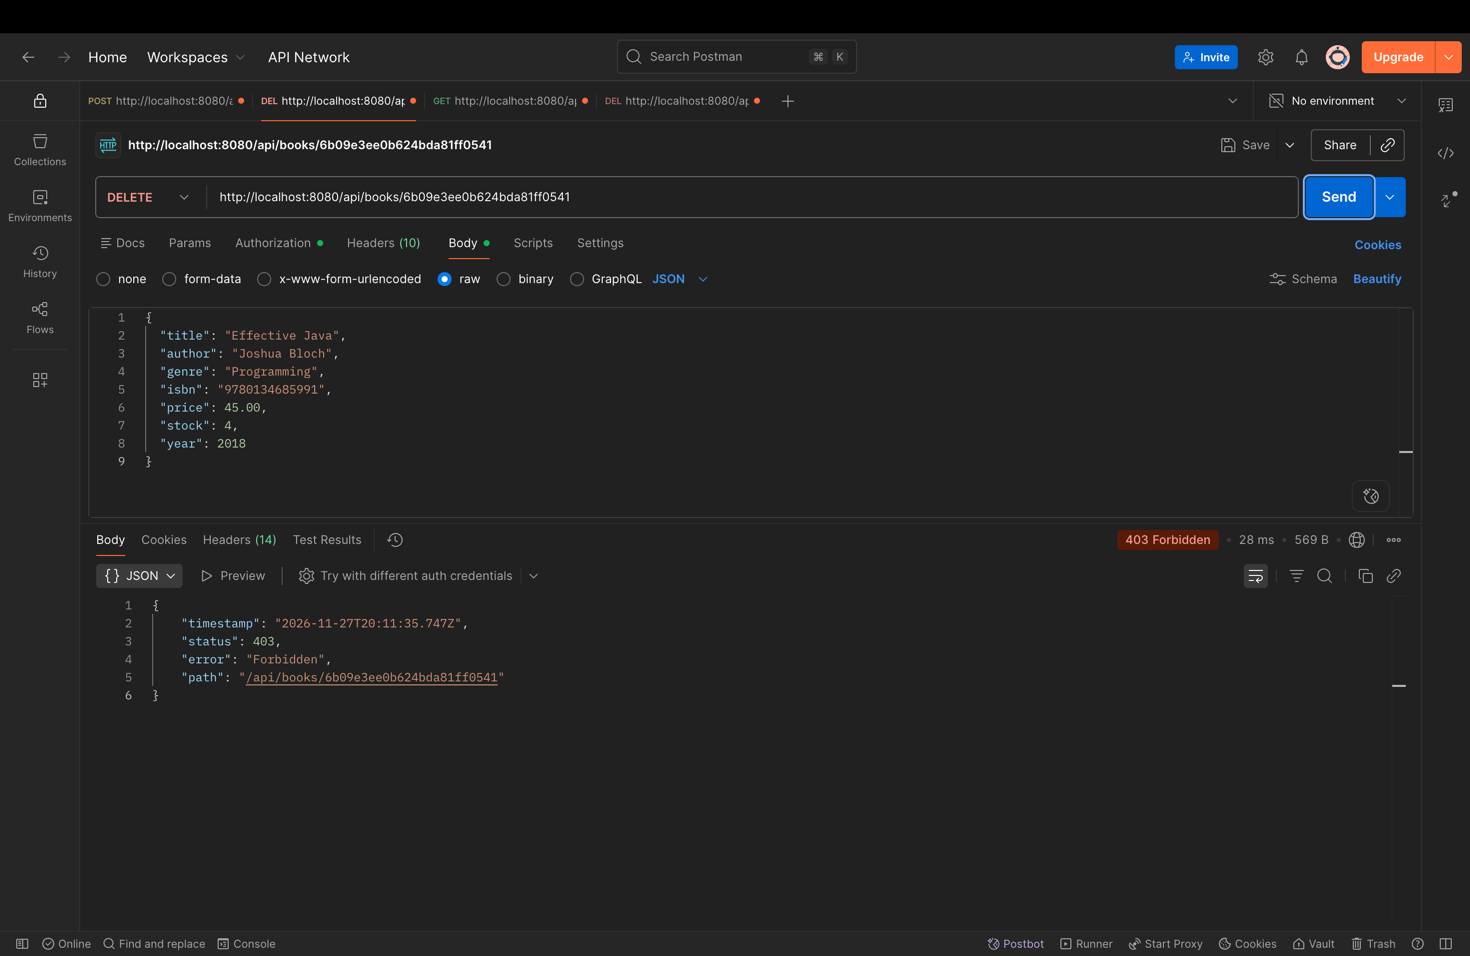 Home Workspaces API Network Search Postman ⌘ K Invite Upgrade
POST http://localhost:8080/a DEL http://localhost:8080/ap GET http://localhost:8080/ap DEL http://localhost:8080/ap No environment
HTTP http://localhost:8080/api/books/6b09e3ee0b624bda81ff0541 Save Share
Collections
DELETE http://localhost:8080/api/books/6b09e3ee0b624bda81ff0541 Send
Environments
Docs Params Authorization Headers (10) Body Scripts Settings Cookies
History
none form-data x-www-form-urlencoded raw binary GraphQL JSON Schema Beautify
Flows
1 {
2 "title": "Effective Java",
3 "author": "Joshua Bloch",
4 "genre": "Programming",
5 "isbn": "9780134685991",
6 "price": 45.00,
7 "stock": 4,
8 "year": 2018
9 }
Body Cookies Headers (14) Test Results 403 Forbidden • 28 ms • 569 B
{} JSON Preview Try with different auth credentials
1 {
2 "timestamp": "2026-11-27T20:11:35.747Z",
3 "status": 403,
4 "error": "Forbidden",
5 "path": "/api/books/6b09e3ee0b624bda81ff0541"
6 }
Online Find and replace Console Postbot Runner Start Proxy Cookies Vault Trash